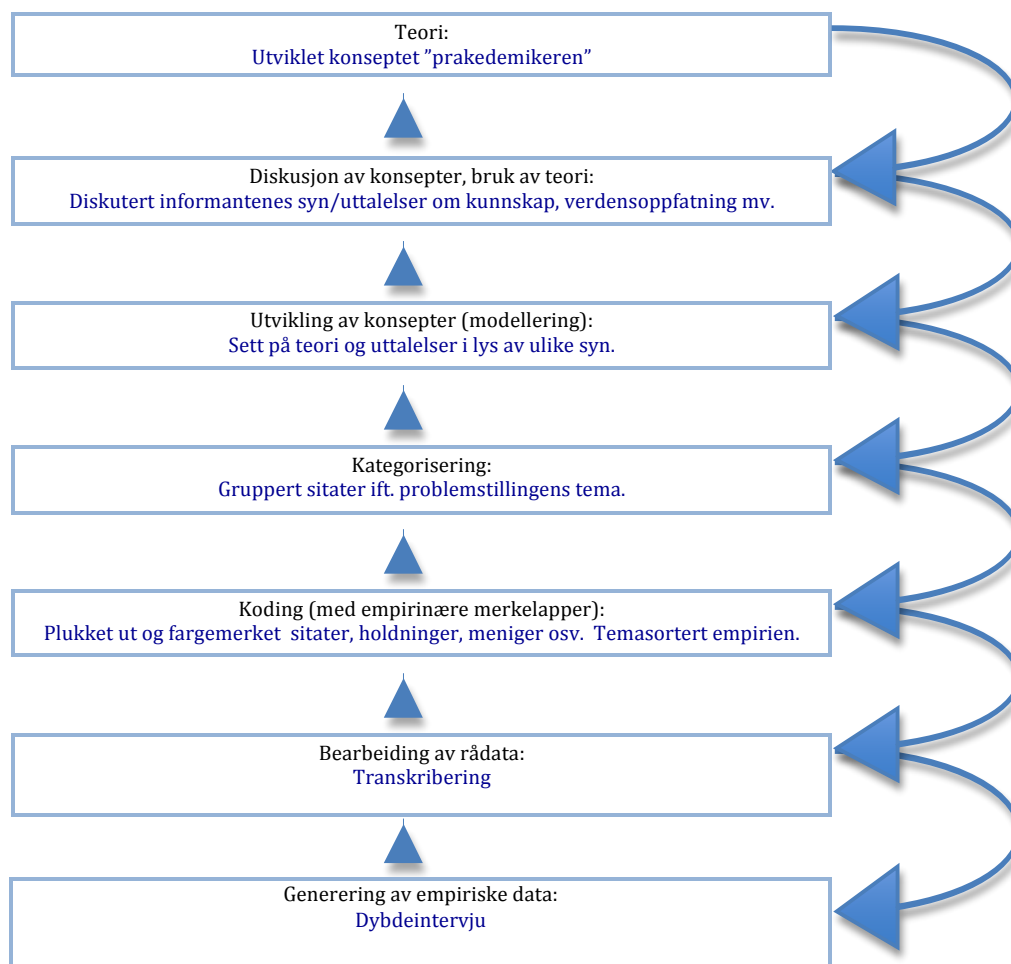 Teori:
Utviklet konseptet ”prakedemikeren”
Diskusjon av konsepter, bruk av teori:
Diskutert informantenes syn/uttalelser om kunnskap, verdensoppfatning mv.
Utvikling av konsepter (modellering):
Sett på teori og uttalelser i lys av ulike syn.
Kategorisering:
Gruppert sitater ift. problemstillingens tema.
Koding (med empirinære merkelapper):
Plukket ut og fargemerket  sitater, holdninger, meniger osv.  Temasortert empirien.
Bearbeiding av rådata:
Transkribering
Generering av empiriske data:
Dybdeintervju